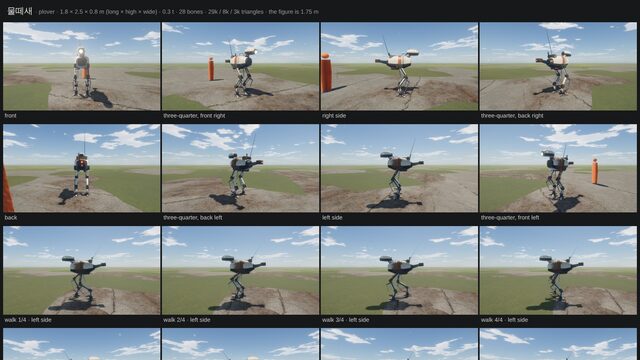 물떼새 plover · 1.8 × 2.5 × 0.8 m (long × high × wide) · 0.3 t · 28 bones · 29k / 8k / 3k triangles · the figure is 1.75 m
front
three-quarter, front right
right side
three-quarter, back right
back
three-quarter, back left
left side
three-quarter, front left
walk 1/4 · left side
walk 2/4 · left side
walk 3/4 · left side
walk 4/4 · left side